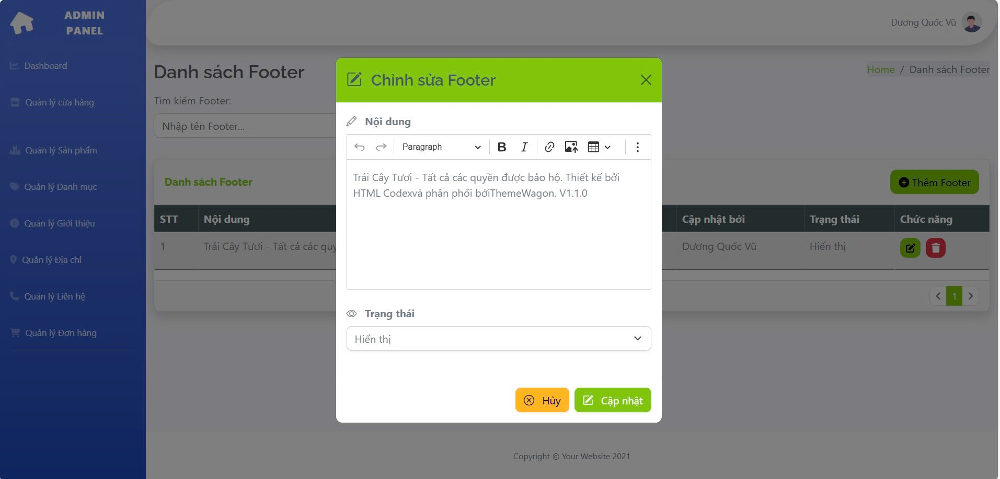 ADMIN
PANEL
Dương Quốc Vũ
Dashboard
Quản lý cửa hàng
Quản lý Sản phẩm
Quản lý Danh mục
Quản lý Giới thiệu
Quản lý Địa chỉ
Quản lý Liên hệ
Quản lý Đơn hàng
Danh sách Footer
Home / Danh sách Footer
Tìm kiếm Footer:
Nhập tên Footer...
Danh sách Footer
Thêm Footer
STT Nội dung Cập nhật bởi Trạng thái Chức năng
1 Trái Cây Tươi - Tất cả các quy Dương Quốc Vũ Hiển thị
1
Chỉnh sửa Footer
Nội dung
Paragraph B I
Trái Cây Tươi - Tất cả các quyền được bảo hộ. Thiết kế bởi
HTML Codexvà phân phối bởiThemeWagon. V1.1.0
Trạng thái
Hiển thị
Hủy Cập nhật
Copyright © Your Website 2021